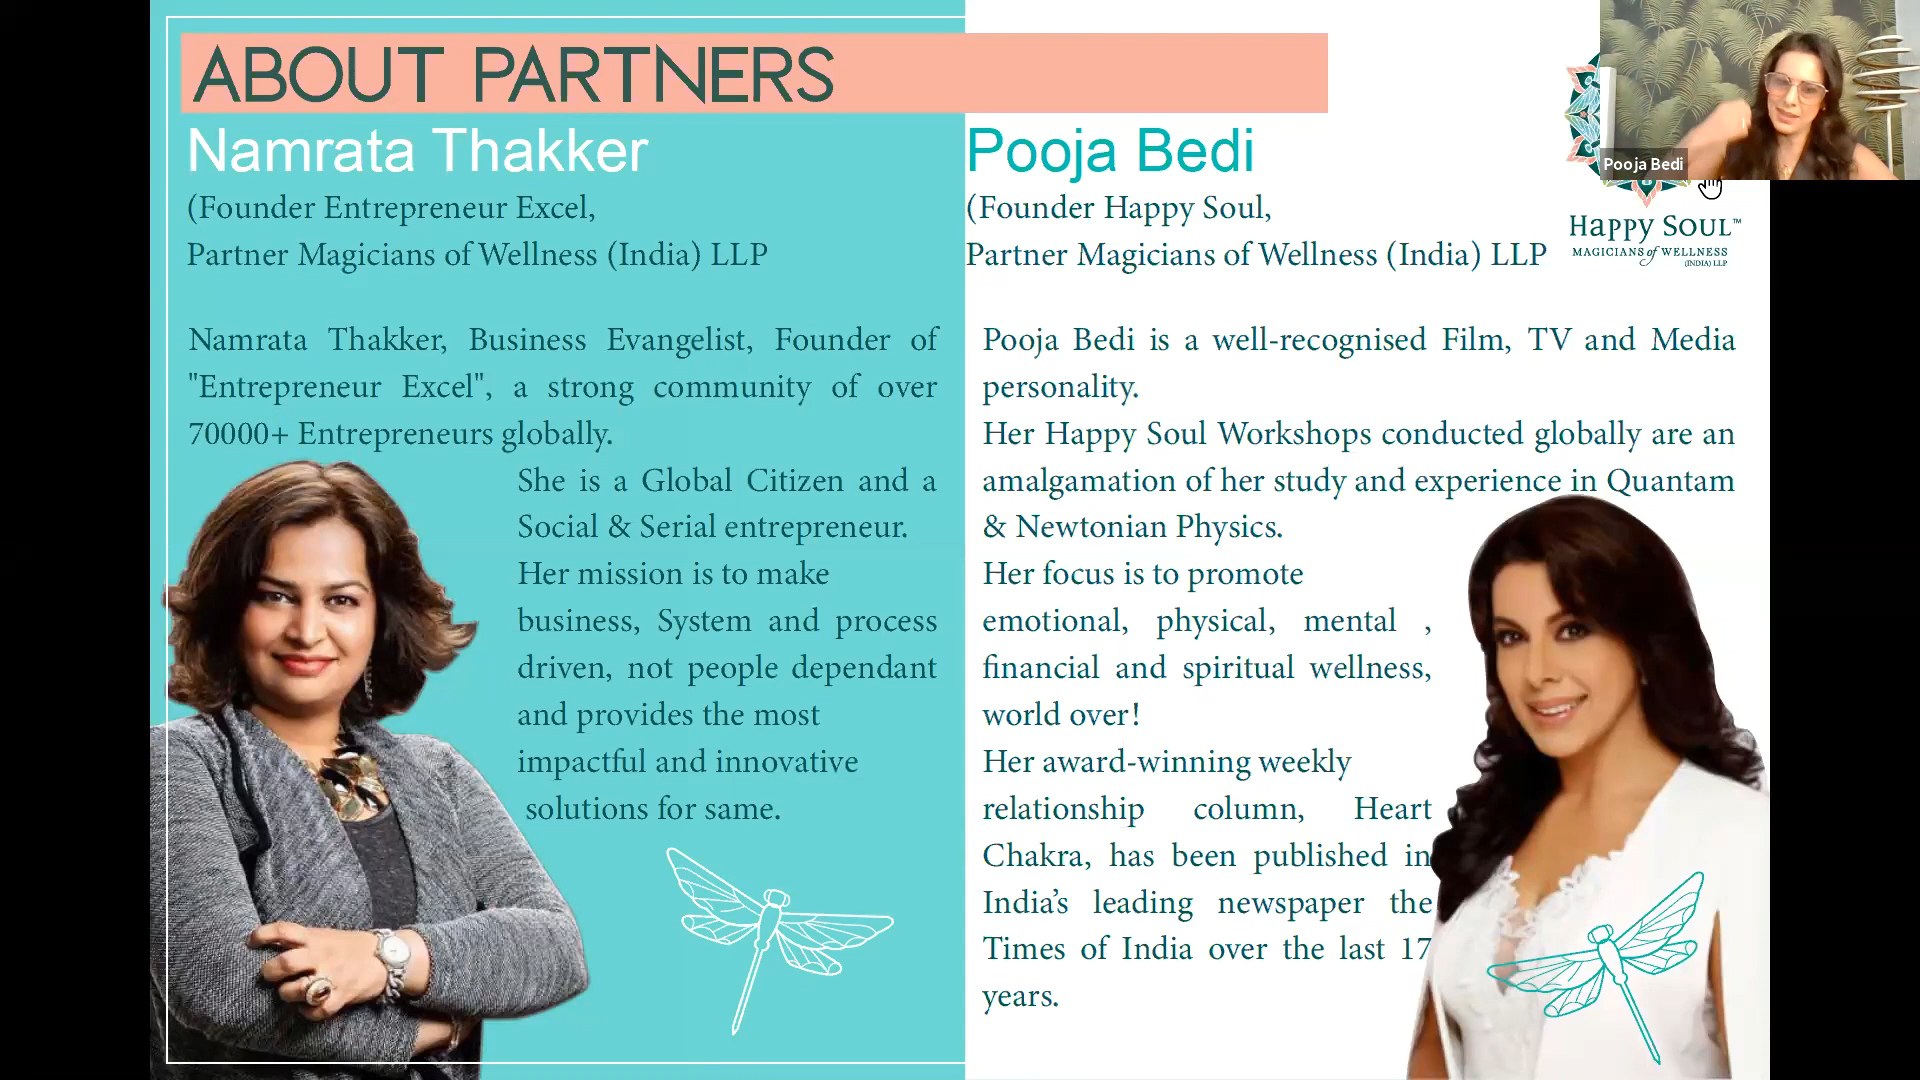 ABOUT PARTNERS
Namrata Thakker
(Founder Entrepreneur Excel,
Partner Magicians of Wellness (India) LLP
Namrata Thakker, Business Evangelist, Founder of
"Entrepreneur Excel", a strong community of over
70000+ Entrepreneurs globally.
She is a Global Citizen and a
Social & Serial entrepreneur.
Her mission is to make
business, System and process
driven, not people dependant
and provides the most
impactful and innovative
solutions for same.
Pooja Bedi
(Founder Happy Soul,
Partner Magicians of Wellness (India) LLP
Pooja Bedi is a well-recognised Film, TV and Media
personality.
Her Happy Soul Workshops conducted globally are an
amalgamation of her study and experience in Quantam
& Newtonian Physics.
Her focus is to promote
emotional, physical, mental ,
financial and spiritual wellness,
world over!
Her award-winning weekly
relationship column, Heart
Chakra, has been published in
India's leading newspaper the
Times of India over the last 17
years.
Pooja Bedi
Happy Soul™
MAGICIANS of WELLNESS
(INDIA) LLP